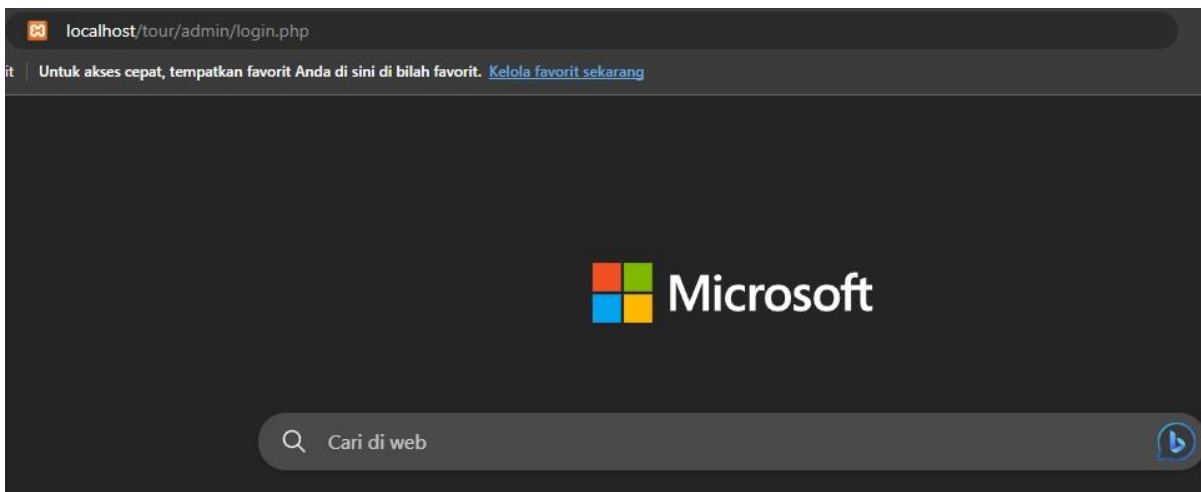 localhost/tour/admin/login.php
it Untuk akses cepat, tempatkan favorit Anda di sini di bilah favorit. Kelola favorit sekarang
Microsoft
Cari di web